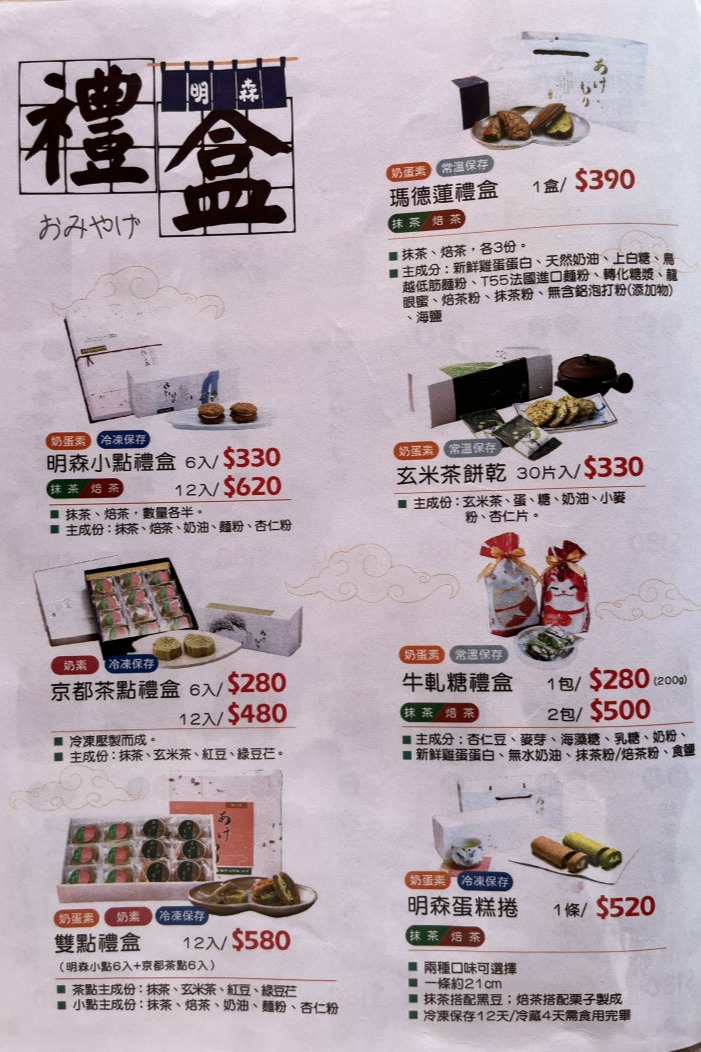 禮盒
明森
おみやげ
奶蛋素 常溫保存
瑪德蓮禮盒 1盒/ $390
抹茶 焙茶
■ 抹茶、焙茶，各3份。
■ 主成分：新鮮雞蛋蛋白、天然奶油、上白糖、鳥
越低筋麵粉、T55法國進口麵粉、轉化糖漿、龍
眼蜜、焙茶粉、抹茶粉、無含鋁泡打粉(添加物)
、海鹽
奶蛋素 冷凍保存
明森小點禮盒 6入/ $330
抹茶 焙茶 12入/ $620
■ 抹茶、焙茶，數量各半。
■ 主成份：抹茶、焙茶、奶油、麵粉、杏仁粉
奶蛋素 常溫保存
玄米茶餅乾 30片入/ $330
■ 主成份：玄米茶、蛋、糖、奶油、小麥
粉、杏仁片。
奶素 冷凍保存
京都茶點禮盒 6入/ $280
12入/ $480
■ 冷凍壓製而成。
■ 主成份：抹茶、玄米茶、紅豆、綠豆芢。
奶蛋素 常溫保存
牛軋糖禮盒 1包/ $280 (200g)
抹茶 焙茶 2包/ $500
■ 主成分：杏仁豆、麥芽、海藻糖、乳糖、奶粉、
■ 新鮮雞蛋蛋白、無水奶油、抹茶粉/焙茶粉、食鹽
奶蛋素 奶素 冷凍保存
雙點禮盒 12入/ $580
(明森小點6入+京都茶點6入)
■ 茶點主成份：抹茶、玄米茶、紅豆、綠豆芢
■ 小點主成份：抹茶、焙茶、奶油、麵粉、杏仁粉
奶蛋素 冷凍保存
明森蛋糕捲 1條/ $520
抹茶 焙茶
■ 兩種口味可選擇
■ 一條約21cm
■ 抹茶搭配黑豆；焙茶搭配栗子製成
■ 冷凍保存12天/冷藏4天需食用完畢
あけもり